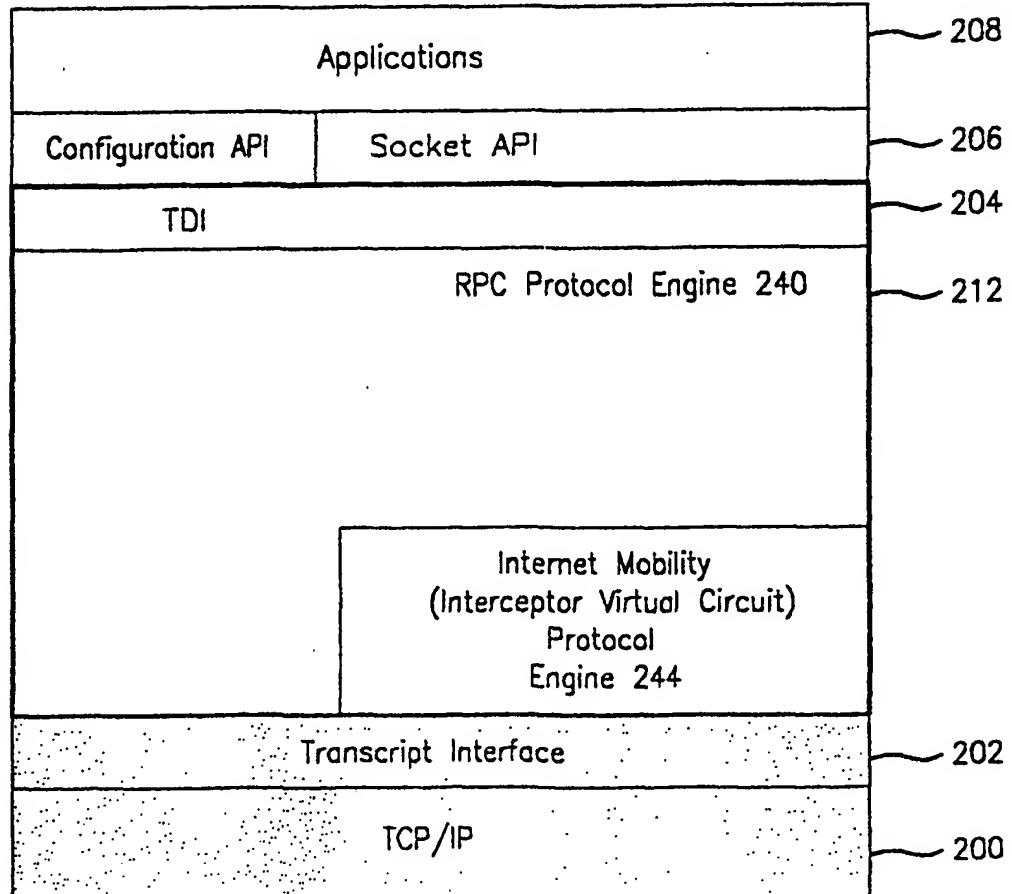 Applications
208
Configuration API
Socket API
206
TDI
204
RPC Protocol Engine 240
212
Internet Mobility
(Interceptor Virtual Circuit)
Protocol
Engine 244
Transcript Interface
202
TCP/IP
200